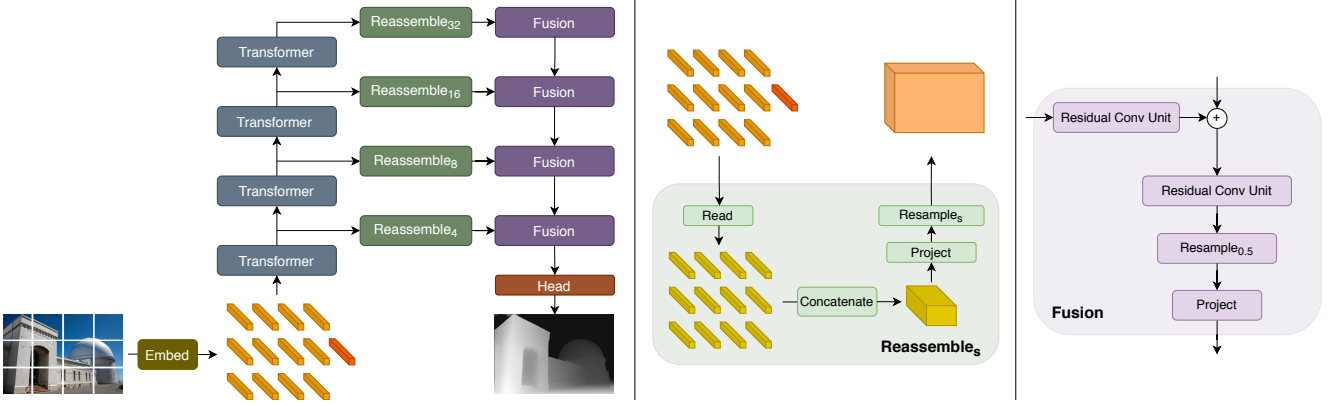 Reassemble32
Fusion
Transformer
Reassemble16
Fusion
Transformer
Reassemble8
Fusion
Transformer
Reassemble4
Fusion
Transformer
Head
Embed
Read
Resamples
Project
Concatenate
Reassembles
Residual Conv Unit
+
Residual Conv Unit
Resample0.5
Project
Fusion